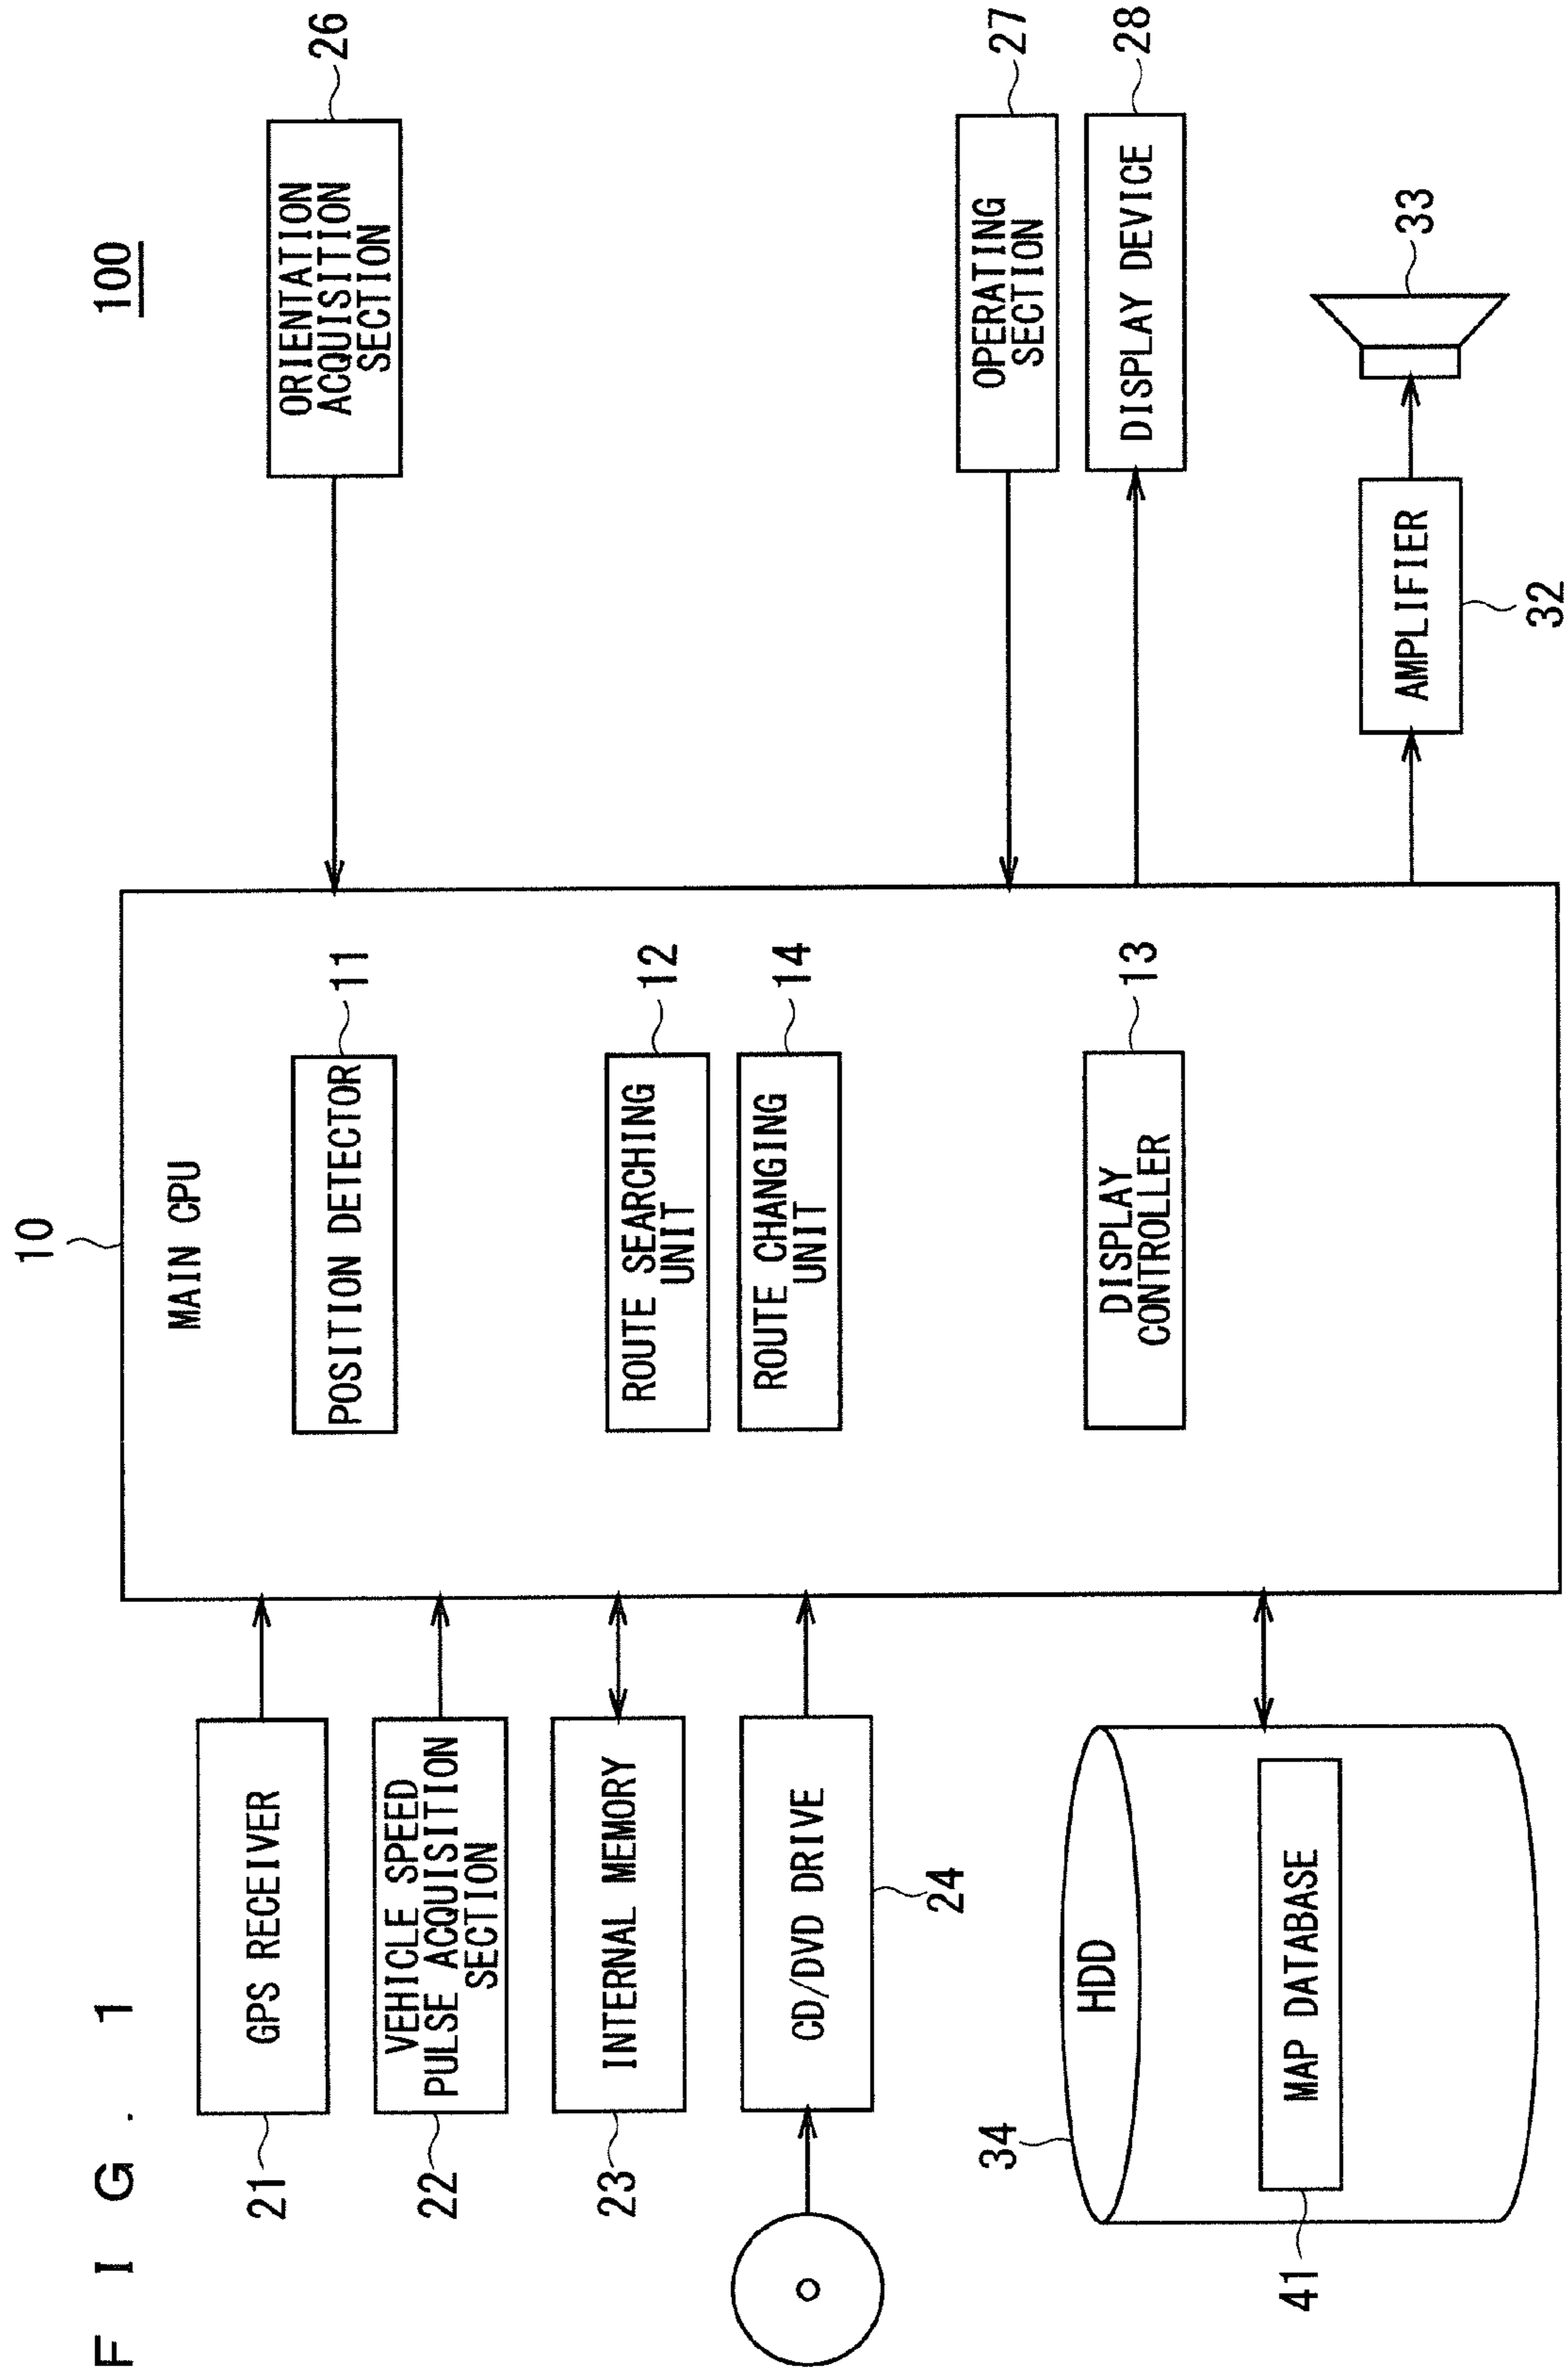 FIG. 1
100
10
MAIN CPU
21
GPS RECEIVER
22
VEHICLE SPEED
PULSE ACQUISITION
SECTION
23
INTERNAL MEMORY
CD/DVD DRIVE
24
34
HDD
MAP DATABASE
41
POSITION DETECTOR
11
ROUTE SEARCHING
UNIT
12
ROUTE CHANGING
UNIT
14
DISPLAY
CONTROLLER
13
ORIENTATION
ACQUISITION
SECTION
26
OPERATING
SECTION
27
DISPLAY DEVICE
28
AMPLIFIER
32
33